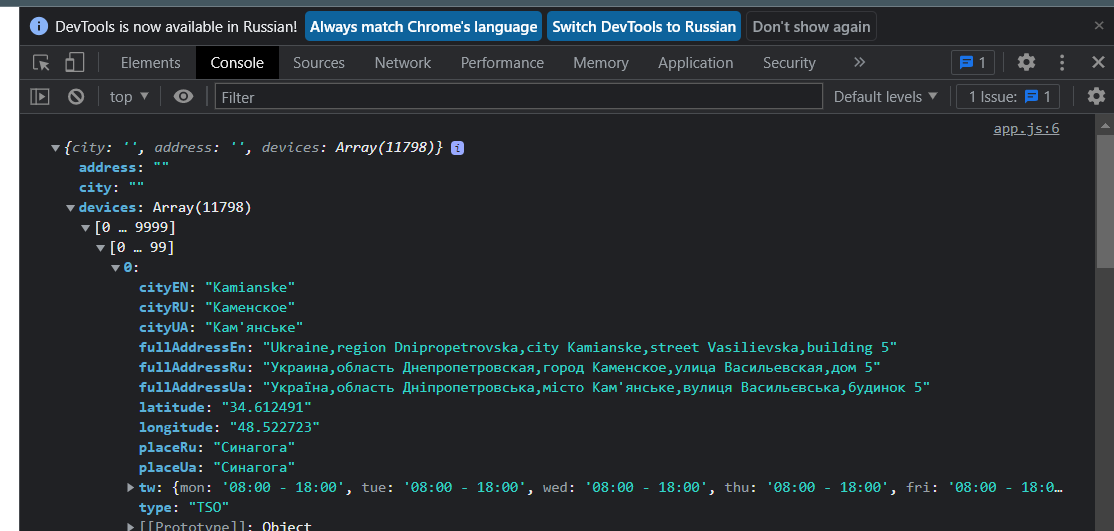 DevTools is now available in Russian! Always match Chrome's language Switch DevTools to Russian Don't show again
Elements Console Sources Network Performance Memory Application Security 1
top Filter Default levels 1 Issue: 1
app.js:6
{city: '', address: '', devices: Array(11798)}
address: ""
city: ""
devices: Array(11798)
[0 … 9999]
[0 … 99]
0:
cityEN: "Kamianske"
cityRU: "Каменское"
cityUA: "Кам'янське"
fullAddressEn: "Ukraine,region Dnipropetrovska,city Kamianske,street Vasilievska,building 5"
fullAddressRu: "Украина,область Днепропетровская,город Каменское,улица Васильевская,дом 5"
fullAddressUa: "Україна,область Дніпропетровська,місто Кам'янське,вулиця Васильєвська,будинок 5"
latitude: "34.612491"
longitude: "48.522723"
placeRu: "Синагога"
placeUa: "Синагога"
tw: {mon: '08:00 - 18:00', tue: '08:00 - 18:00', wed: '08:00 - 18:00', thu: '08:00 - 18:00', fri: '08:00 - 18:0…
type: "TSO"
[[Prototype]]: Object